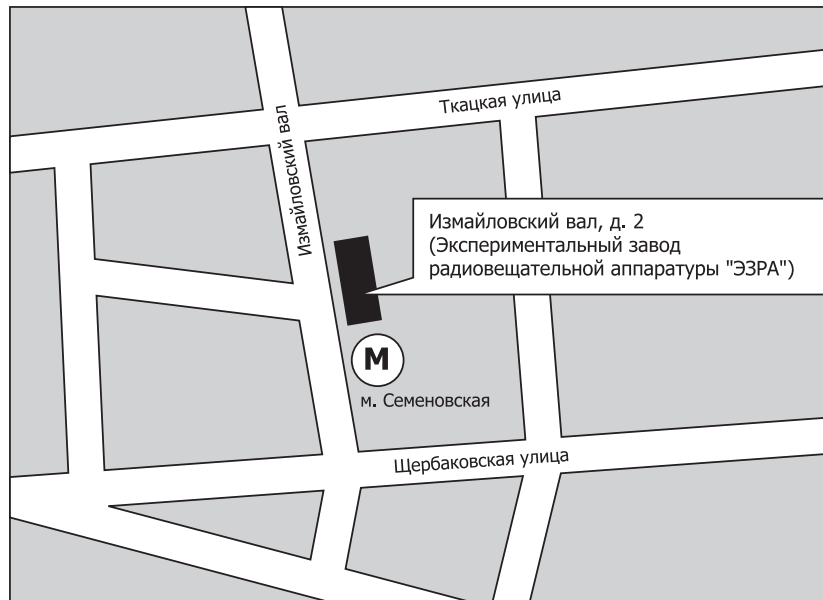 Ткацкая улица
Измайловский вал
Измайловский вал, д. 2
(Экспериментальный завод
радиовещательной аппаратуры "ЭЗРА")
М
м. Семеновская
Щербаковская улица